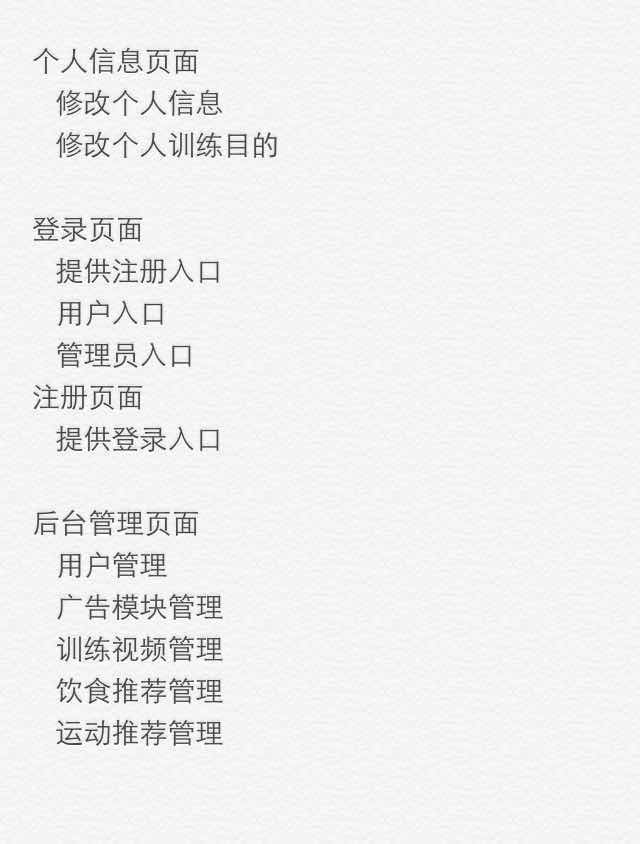 个人信息页面
修改个人信息
修改个人训练目的
登录页面
提供注册入口
用户入口
管理员入口
注册页面
提供登录入口
后台管理页面
用户管理
广告模块管理
训练视频管理
饮食推荐管理
运动推荐管理